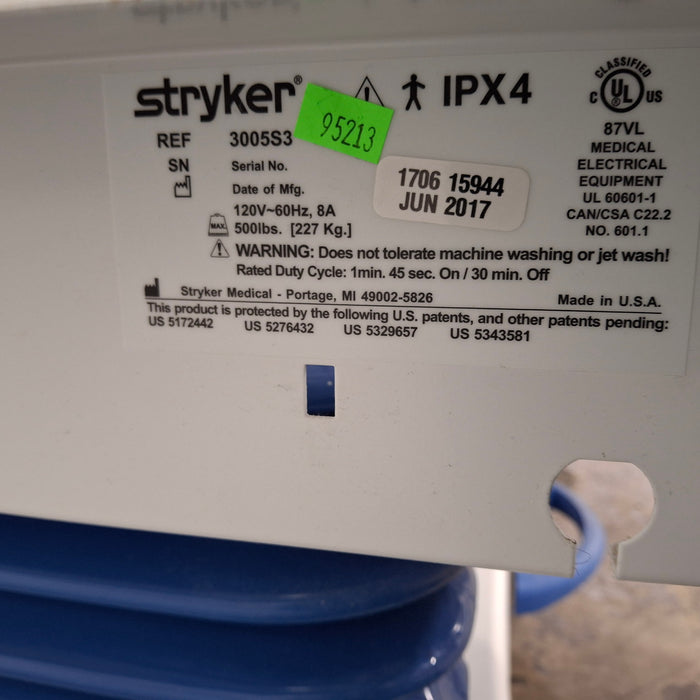 stryker® IPX4
95213
REF 3005S3
SN Serial No. 1706 15944
Date of Mfg. JUN 2017
120V~60Hz, 8A
MAX 500lbs. [227 Kg.]
CLASSIFIED
C UL US
87VL
MEDICAL
ELECTRICAL
EQUIPMENT
UL 60601-1
CAN/CSA C22.2
NO. 601.1
WARNING: Does not tolerate machine washing or jet wash!
Rated Duty Cycle: 1min. 45 sec. On / 30 min. Off
Stryker Medical - Portage, MI 49002-5826 Made in U.S.A.
This product is protected by the following U.S. patents, and other patents pending:
US 5172442 US 5276432 US 5329657 US 5343581